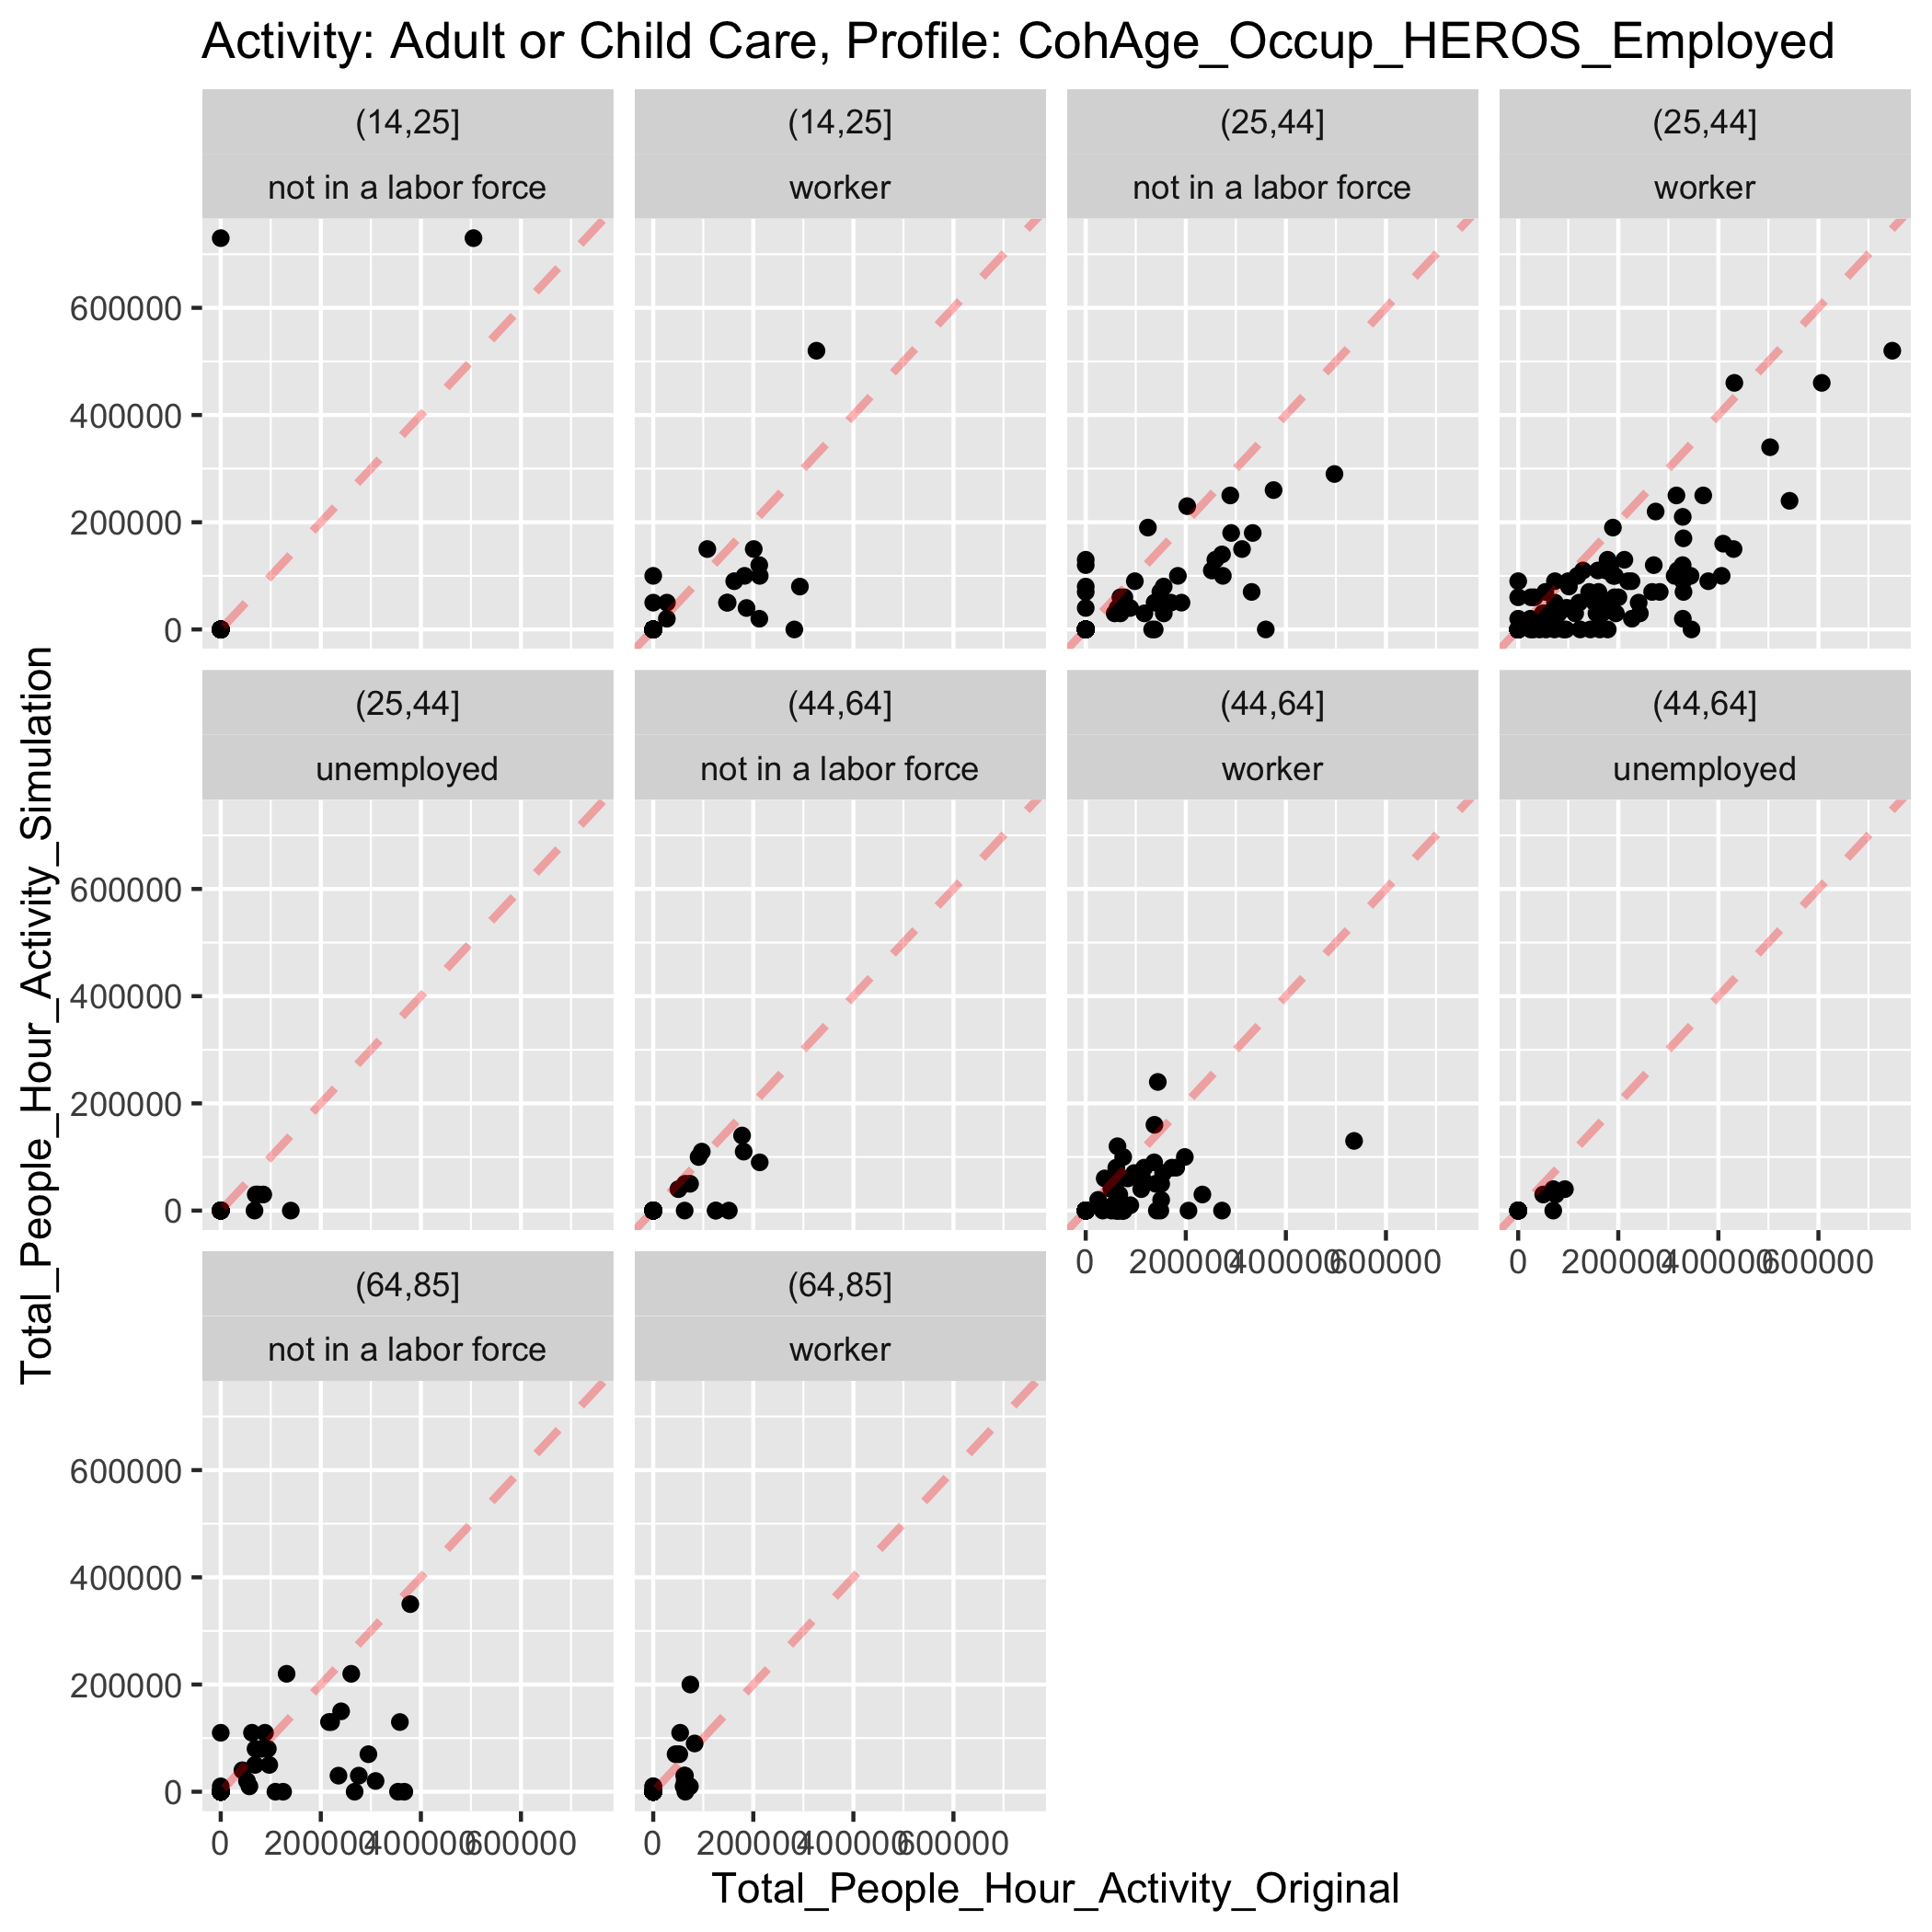 Activity: Adult or Child Care, Profile: CohAge_Occup_HEROS_Employed
(14,25] (14,25] (25,44] (25,44]
not in a labor force worker not in a labor force worker
600000
400000
200000
0
(25,44] (44,64] (44,64] (44,64]
unemployed not in a labor force worker unemployed
600000
400000
200000
0
0 200000 400000 600000 0 200000 400000 600000
(64,85] (64,85]
not in a labor force worker
600000
400000
200000
0
0 200000 400000 600000 0 200000 400000 600000
Total_People_Hour_Activity_Original
Total_People_Hour_Activity_Simulation